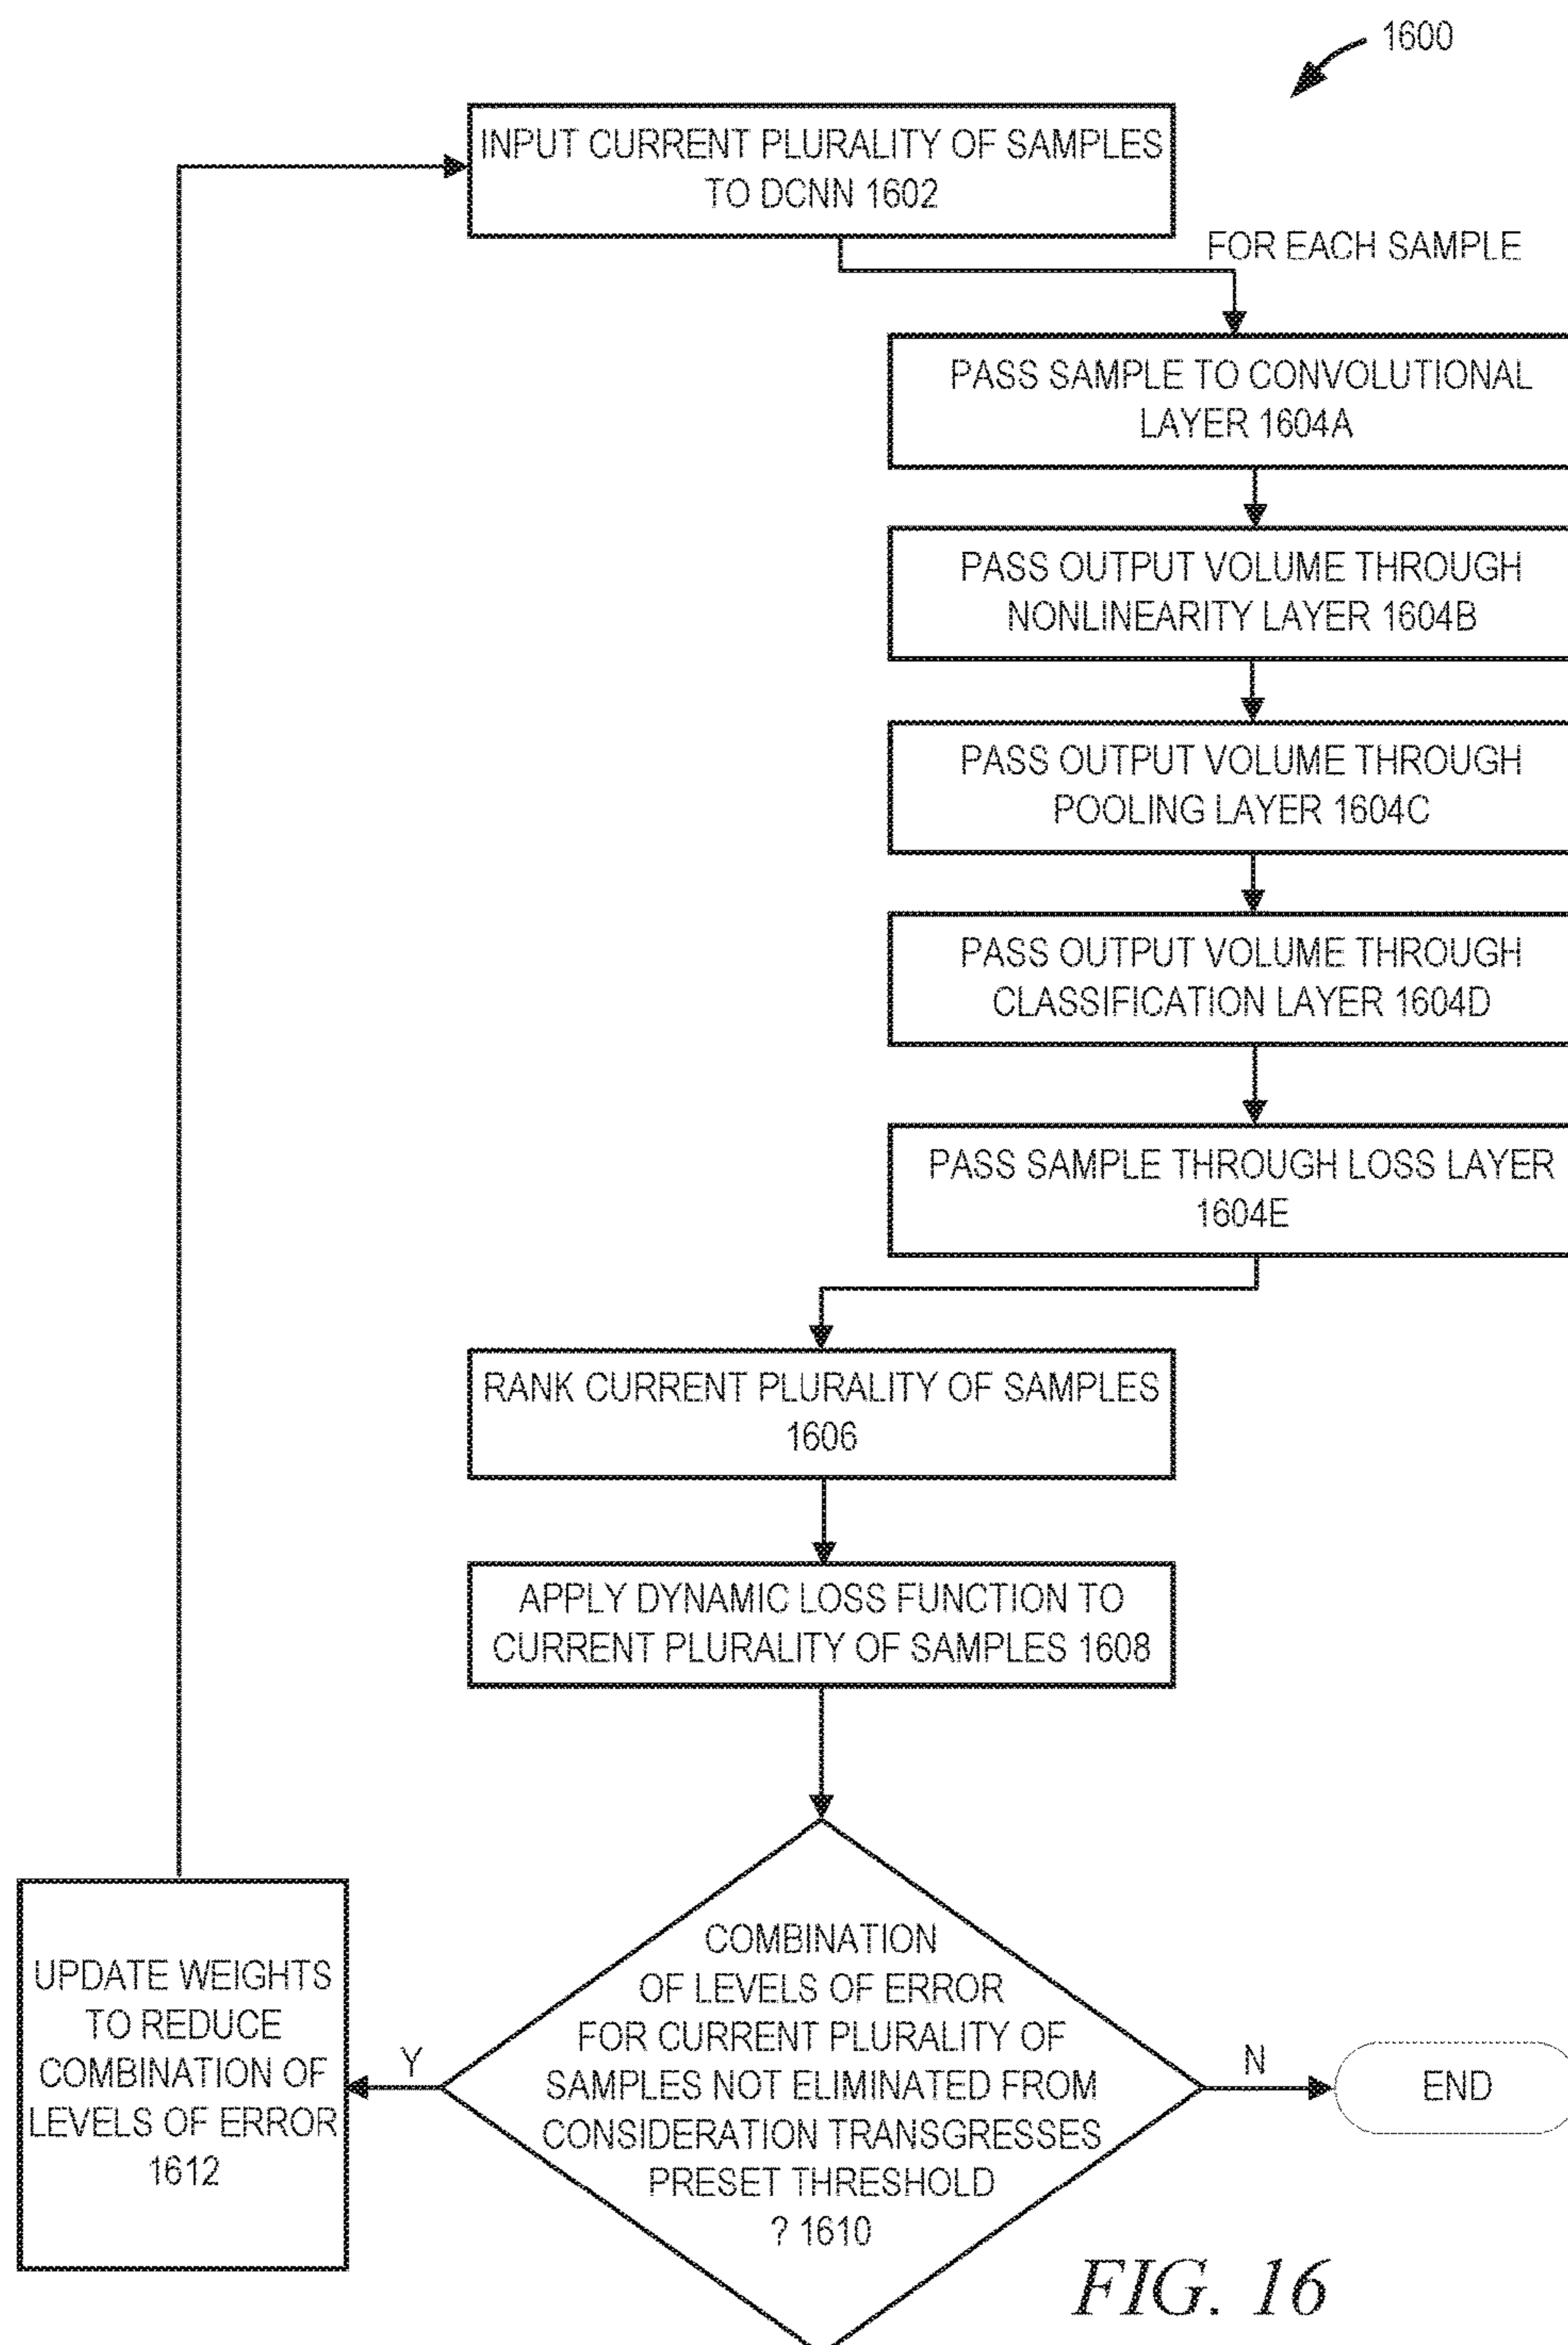 1600
INPUT CURRENT PLURALITY OF SAMPLES
TO DCNN 1602
FOR EACH SAMPLE
PASS SAMPLE TO CONVOLUTIONAL
LAYER 1604A
PASS OUTPUT VOLUME THROUGH
NONLINEARITY LAYER 1604B
PASS OUTPUT VOLUME THROUGH
POOLING LAYER 1604C
PASS OUTPUT VOLUME THROUGH
CLASSIFICATION LAYER 1604D
PASS SAMPLE THROUGH LOSS LAYER
1604E
RANK CURRENT PLURALITY OF SAMPLES
1606
APPLY DYNAMIC LOSS FUNCTION TO
CURRENT PLURALITY OF SAMPLES 1608
COMBINATION
OF LEVELS OF ERROR
FOR CURRENT PLURALITY OF
SAMPLES NOT ELIMINATED FROM
CONSIDERATION TRANSGRESSES
PRESET THRESHOLD
? 1610
Y
UPDATE WEIGHTS
TO REDUCE
COMBINATION OF
LEVELS OF ERROR
1612
N
END
FIG. 16